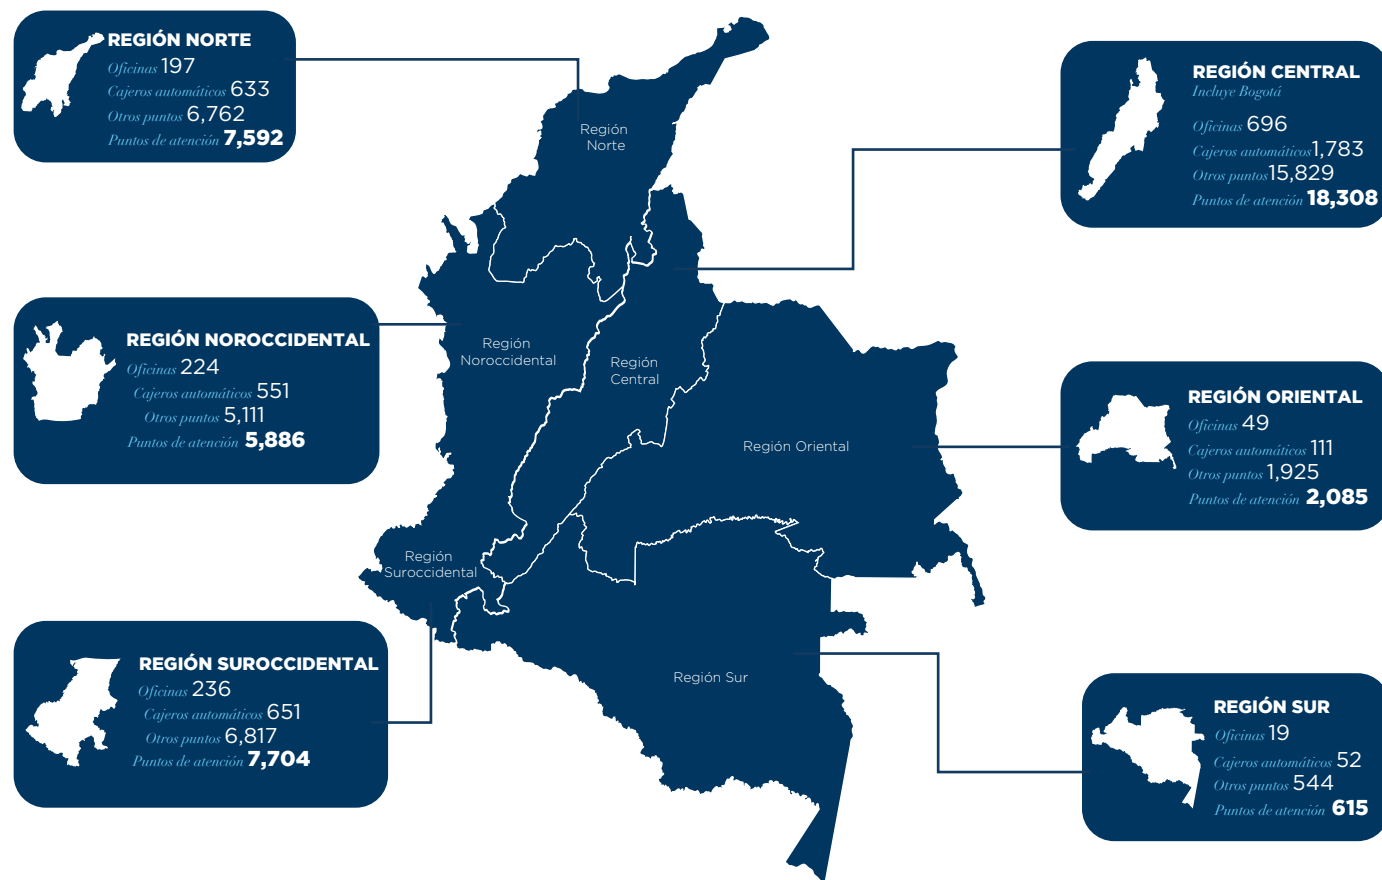 REGIÓN NORTE
Oficinas 197
Cajeros automáticos 633
Otros puntos 6,762
Puntos de atención 7,592
REGIÓN CENTRAL
Incluye Bogotá
Oficinas 696
Cajeros automáticos 1,783
Otros puntos 15,829
Puntos de atención 18,308
Región
Norte
REGIÓN NOROCCIDENTAL
Oficinas 224
Cajeros automáticos 551
Otros puntos 5,111
Puntos de atención 5,886
Región
Noroccidental
Región
Central
Región Oriental
REGIÓN ORIENTAL
Oficinas 49
Cajeros automáticos 111
Otros puntos 1,925
Puntos de atención 2,085
Región
Suroccidental
REGIÓN SUROCCIDENTAL
Oficinas 236
Cajeros automáticos 651
Otros puntos 6,817
Puntos de atención 7,704
Región Sur
REGIÓN SUR
Oficinas 19
Cajeros automáticos 52
Otros puntos 544
Puntos de atención 615